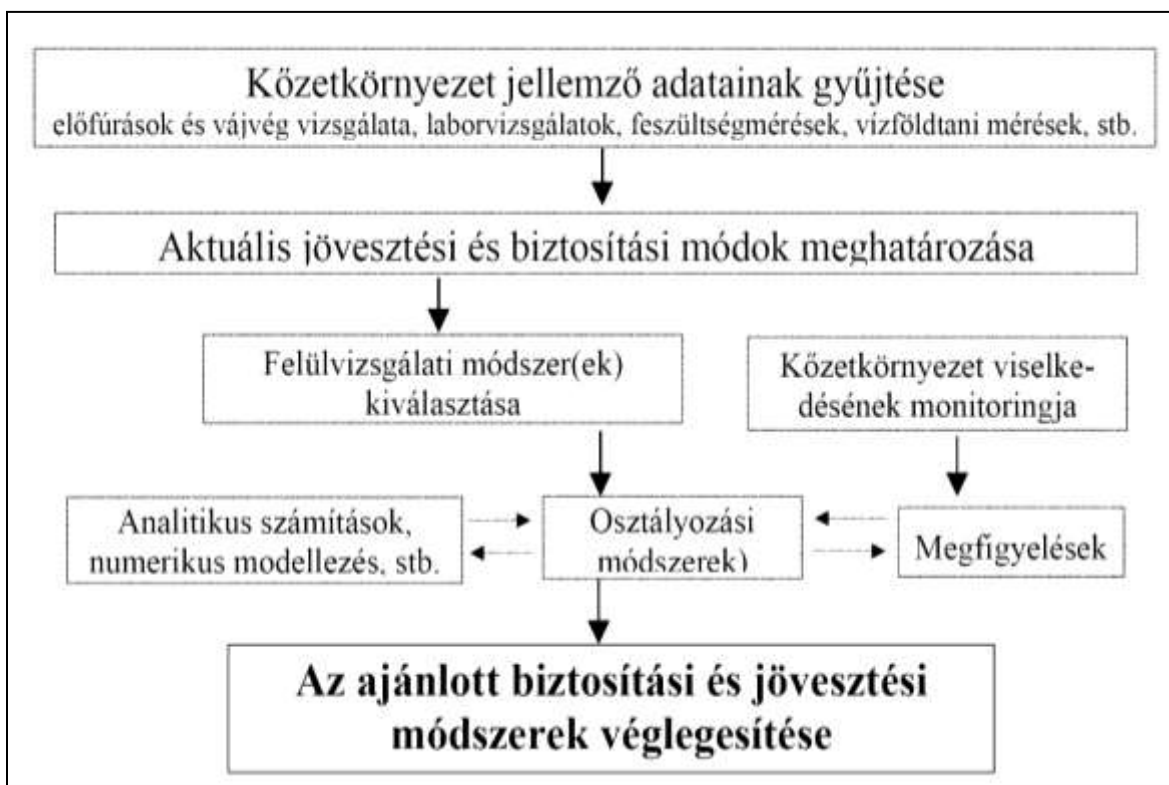 Kőzetkörnyezet jellemző adatainak gyűjtése
előfúrások és vájvég vizsgálata, laborvizsgálatok, feszültségmérések, vízföldtani mérések, stb.
Aktuális jövesztési és biztosítási módok meghatározása
Felülvizsgálati módszer(ek)
kiválasztása
Kőzetkörnyezet viselke-
désének monitoringja
Analitikus számítások,
numerikus modellezés, stb.
Osztályozási
módszerek)
Megfigyelések
Az ajánlott biztosítási és jövesztési
módszerek véglegesítése